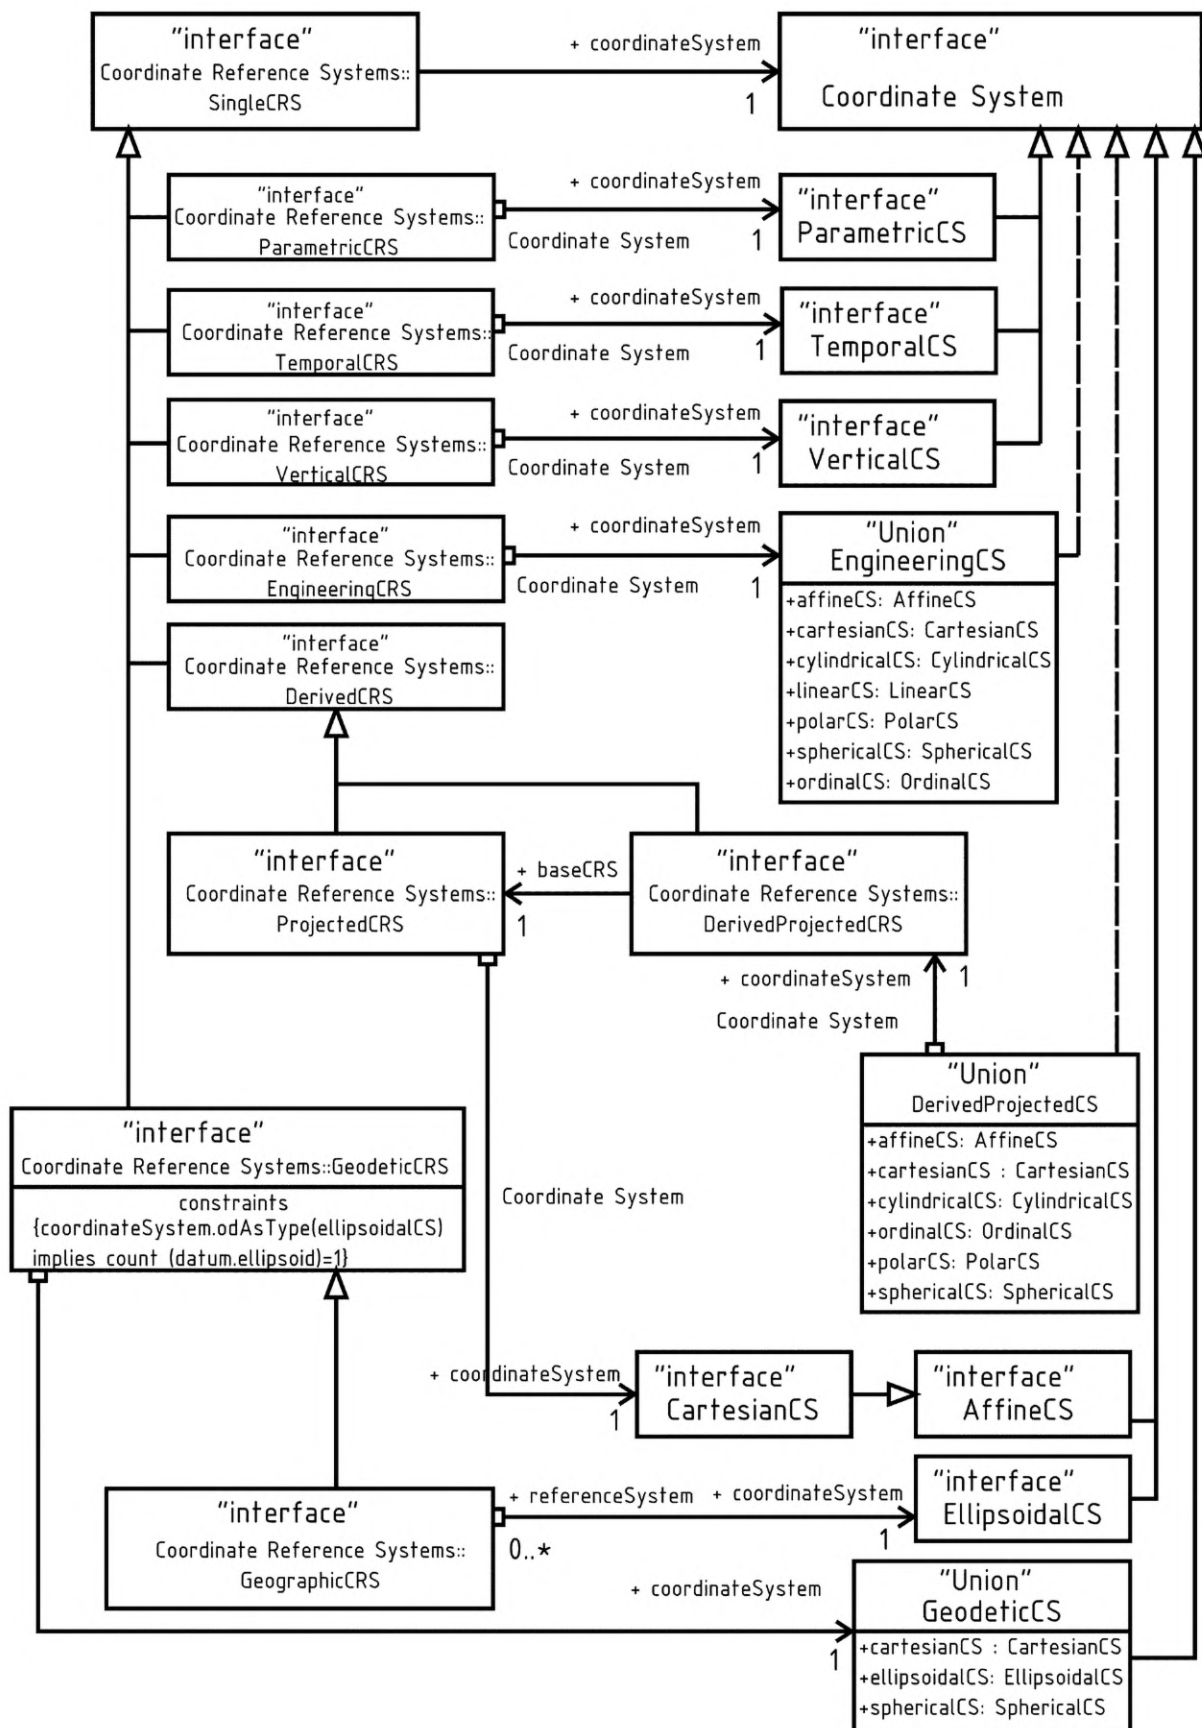 "interface"
Coordinate Reference Systems::
SingleCRS
+ coordinateSystem
1
"interface"
Coordinate System
"interface"
Coordinate Reference Systems::
ParametricCRS
+ coordinateSystem
Coordinate System
1
"interface"
ParametricCS
"interface"
Coordinate Reference Systems::
TemporalCRS
+ coordinateSystem
Coordinate System
1
"interface"
TemporalCS
"interface"
Coordinate Reference Systems::
VerticalCRS
+ coordinateSystem
Coordinate System
1
"interface"
VerticalCS
"interface"
Coordinate Reference Systems::
EngineeringCRS
+ coordinateSystem
Coordinate System
1
"Union"
EngineeringCS
+affineCS: AffineCS
+cartesianCS: CartesianCS
+cylindricalCS: CylindricalCS
+linearCS: LinearCS
+polarCS: PolarCS
+sphericalCS: SphericalCS
+ordinalCS: OrdinalCS
"interface"
Coordinate Reference Systems::
DerivedCRS
"interface"
Coordinate Reference Systems::
ProjectedCRS
+ baseCRS
1
"interface"
Coordinate Reference Systems::
DerivedProjectedCRS
+ coordinateSystem
1
Coordinate System
"Union"
DerivedProjectedCS
+affineCS: AffineCS
+cartesianCS : CartesianCS
+cylindricalCS: CylindricalCS
+ordinalCS: OrdinalCS
+polarCS: PolarCS
+sphericalCS: SphericalCS
"interface"
Coordinate Reference Systems::GeodeticCRS
constraints
{coordinateSystem.odAsType(ellipsoidalCS)
implies count (datum.ellipsoid)=1}
Coordinate System
+ coordinateSystem
1
"interface"
CartesianCS
"interface"
AffineCS
"interface"
Coordinate Reference Systems::
GeographicCRS
+ referenceSystem
0..*
+ coordinateSystem
1
"interface"
EllipsoidalCS
+ coordinateSystem
1
"Union"
GeodeticCS
+cartesianCS : CartesianCS
+ellipsoidalCS: EllipsoidalCS
+sphericalCS: SphericalCS